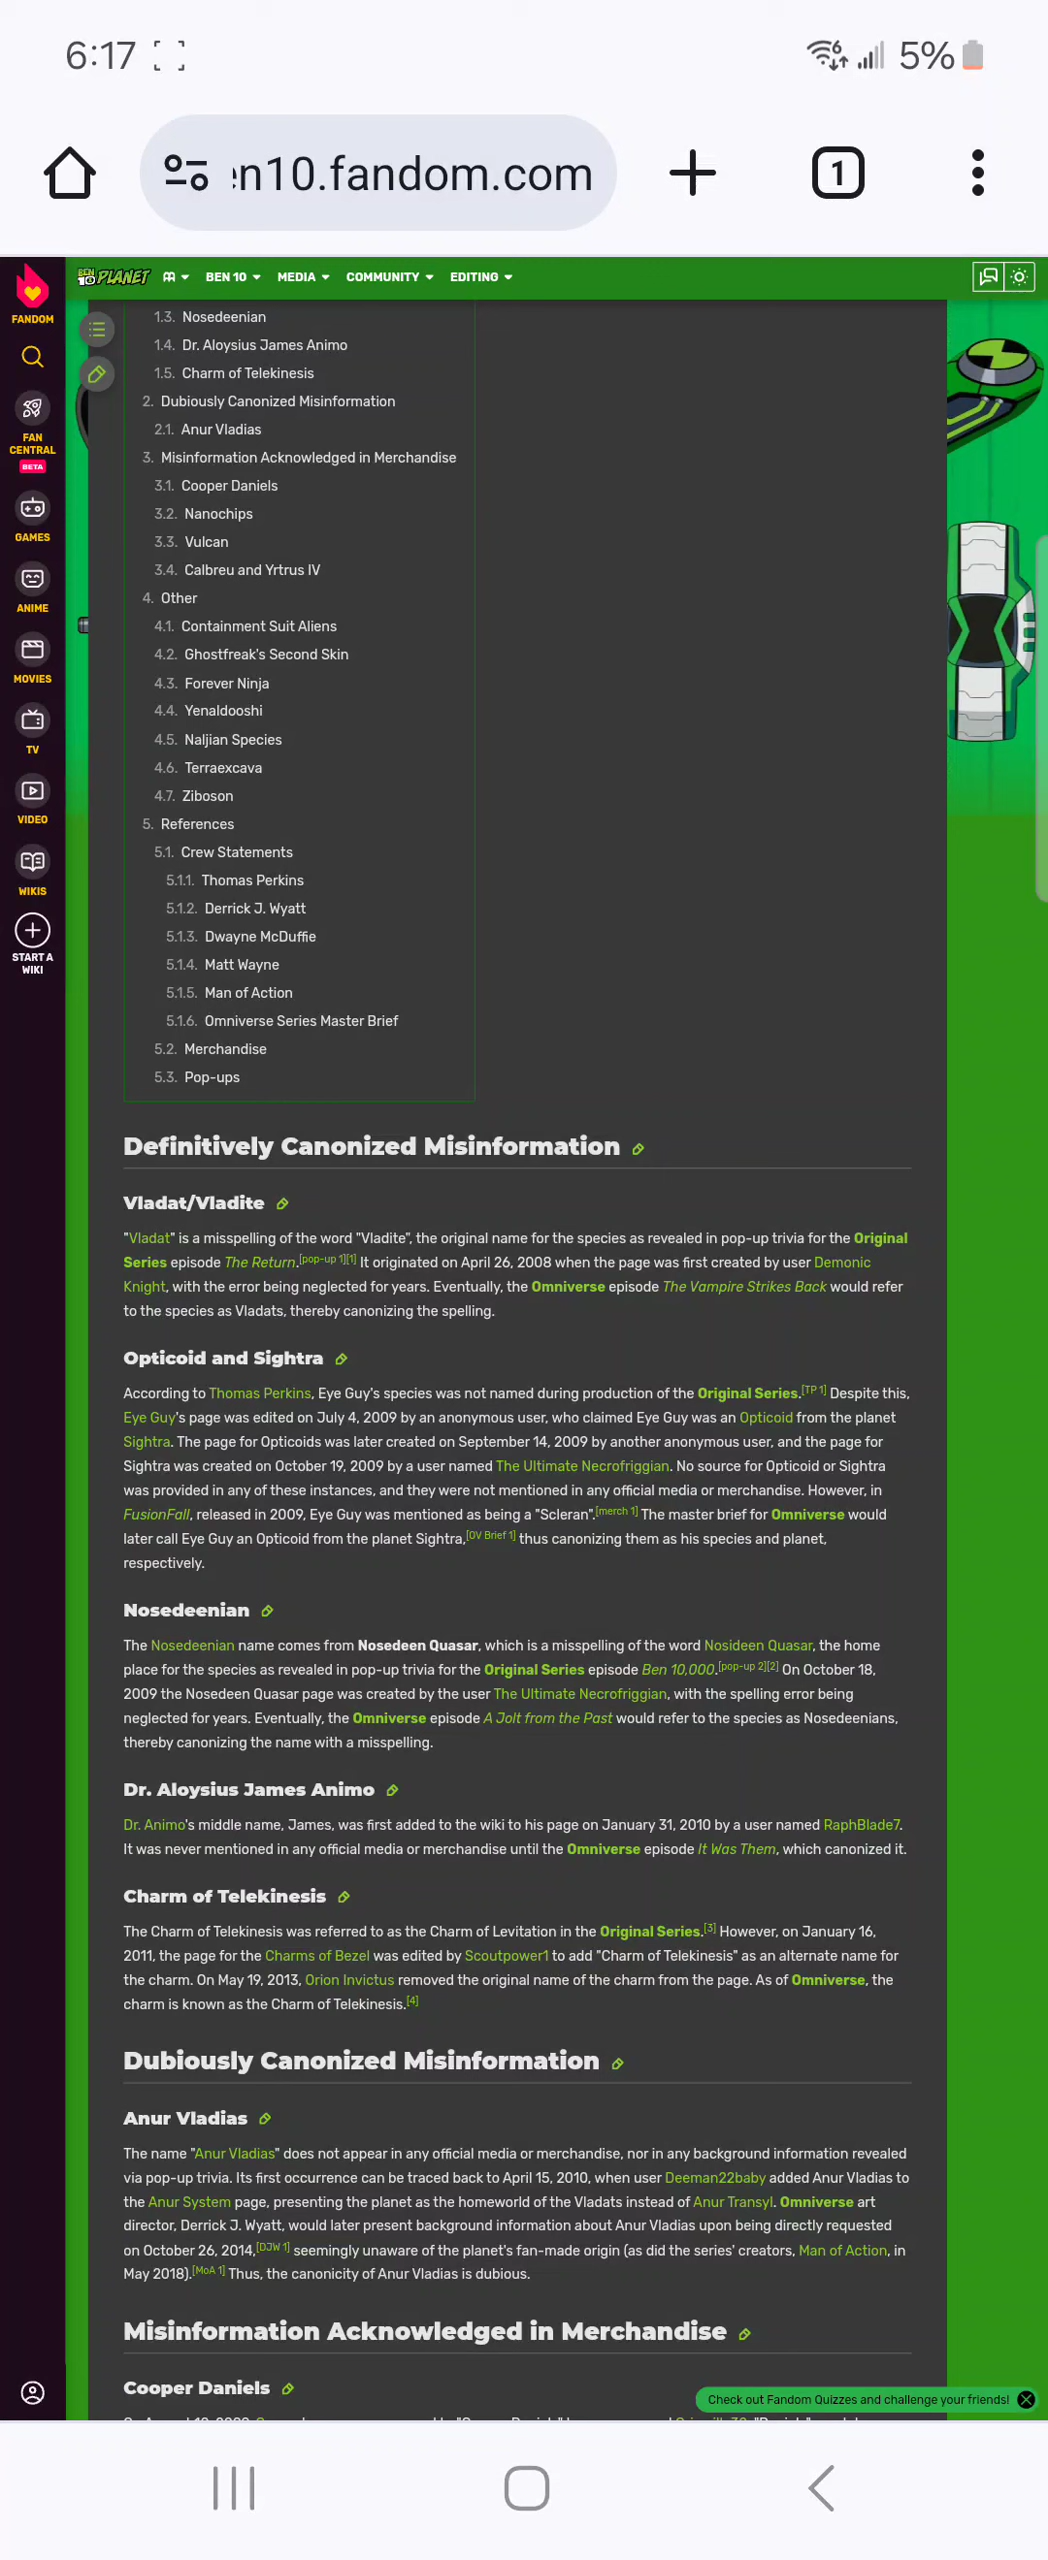 6:17
5%
en10.fandom.com
1
FANDOM
BEN 10 PLANET
BEN 10
MEDIA
COMMUNITY
EDITING
FAN CENTRAL
BETA
GAMES
ANIME
MOVIES
TV
VIDEO
WIKIS
START A WIKI
1.3. Nosedeenian
1.4. Dr. Aloysius James Animo
1.5. Charm of Telekinesis
2. Dubiously Canonized Misinformation
2.1. Anur Vladias
3. Misinformation Acknowledged in Merchandise
3.1. Cooper Daniels
3.2. Nanochips
3.3. Vulcan
3.4. Calbreu and Yrtrus IV
4. Other
4.1. Containment Suit Aliens
4.2. Ghostfreak's Second Skin
4.3. Forever Ninja
4.4. Yenaldooshi
4.5. Naljian Species
4.6. Terraexcava
4.7. Ziboson
5. References
5.1. Crew Statements
5.1.1. Thomas Perkins
5.1.2. Derrick J. Wyatt
5.1.3. Dwayne McDuffie
5.1.4. Matt Wayne
5.1.5. Man of Action
5.1.6. Omniverse Series Master Brief
5.2. Merchandise
5.3. Pop-ups
Definitively Canonized Misinformation
Vladat/Vladite
"Vladat" is a misspelling of the word "Vladite", the original name for the species as revealed in pop-up trivia for the Original
Series episode The Return.[pop-up 1][1] It originated on April 26, 2008 when the page was first created by user Demonic
Knight, with the error being neglected for years. Eventually, the Omniverse episode The Vampire Strikes Back would refer
to the species as Vladats, thereby canonizing the spelling.
Opticoid and Sightra
According to Thomas Perkins, Eye Guy's species was not named during production of the Original Series.[TP 1] Despite this,
Eye Guy's page was edited on July 4, 2009 by an anonymous user, who claimed Eye Guy was an Opticoid from the planet
Sightra. The page for Opticoids was later created on September 14, 2009 by another anonymous user, and the page for
Sightra was created on October 19, 2009 by a user named The Ultimate Necrofriggian. No source for Opticoid or Sightra
was provided in any of these instances, and they were not mentioned in any official media or merchandise. However, in
FusionFall, released in 2009, Eye Guy was mentioned as being a "Scleran".[merch 1] The master brief for Omniverse would
later call Eye Guy an Opticoid from the planet Sightra,[OV Brief 1] thus canonizing them as his species and planet,
respectively.
Nosedeenian
The Nosedeenian name comes from Nosedeen Quasar, which is a misspelling of the word Nosideen Quasar, the home
place for the species as revealed in pop-up trivia for the Original Series episode Ben 10,000.[pop-up 2][2] On October 18,
2009 the Nosedeen Quasar page was created by the user The Ultimate Necrofriggian, with the spelling error being
neglected for years. Eventually, the Omniverse episode A Jolt from the Past would refer to the species as Nosedeenians,
thereby canonizing the name with a misspelling.
Dr. Aloysius James Animo
Dr. Animo's middle name, James, was first added to the wiki to his page on January 31, 2010 by a user named RaphBlade7.
It was never mentioned in any official media or merchandise until the Omniverse episode It Was Them, which canonized it.
Charm of Telekinesis
The Charm of Telekinesis was referred to as the Charm of Levitation in the Original Series.[3] However, on January 16,
2011, the page for the Charms of Bezel was edited by Scoutpower1 to add "Charm of Telekinesis" as an alternate name for
the charm. On May 19, 2013, Orion Invictus removed the original name of the charm from the page. As of Omniverse, the
charm is known as the Charm of Telekinesis.[4]
Dubiously Canonized Misinformation
Anur Vladias
The name "Anur Vladias" does not appear in any official media or merchandise, nor in any background information revealed
via pop-up trivia. Its first occurrence can be traced back to April 15, 2010, when user Deeman22baby added Anur Vladias to
the Anur System page, presenting the planet as the homeworld of the Vladats instead of Anur Transyl. Omniverse art
director, Derrick J. Wyatt, would later present background information about Anur Vladias upon being directly requested
on October 26, 2014,[DJW 1] seemingly unaware of the planet's fan-made origin (as did the series' creators, Man of Action, in
May 2018).[MoA 1] Thus, the canonicity of Anur Vladias is dubious.
Misinformation Acknowledged in Merchandise
Cooper Daniels
Check out Fandom Quizzes and challenge your friends!